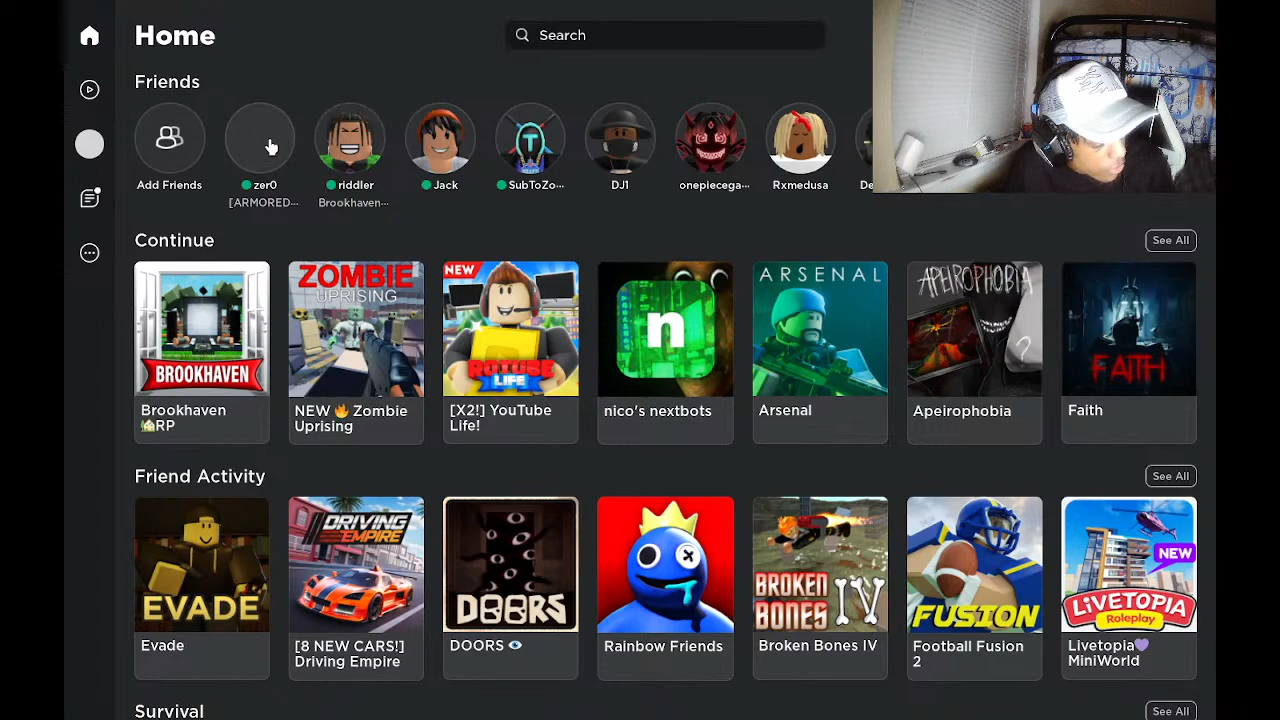 Home
Search
Friends
Add Friends
zer0
[ARMORED...
riddler
Brookhaven...
Jack
SubToZo...
DJ1
onepiecega...
Rxmedusa
De
Continue
See All
BROOKHAVEN
ZOMBIE
UPRISING
NEW
ROTUBE
LIFE
n
ARSENAL
APEIROPHOBIA
FAITH
Brookhaven
🏡RP
NEW 🔥 Zombie
Uprising
[X2!] YouTube
Life!
nico's nextbots
Arsenal
Apeirophobia
Faith
Friend Activity
See All
EVADE
DRIVING
EMPIRE
DOORS
BROKEN
BONES IV
FUSION
NEW
LIVETOPIA
Roleplay
Evade
[8 NEW CARS!]
Driving Empire
DOORS 👁️
Rainbow Friends
Broken Bones IV
Football Fusion
2
Livetopia💜
MiniWorld
Survival
See All